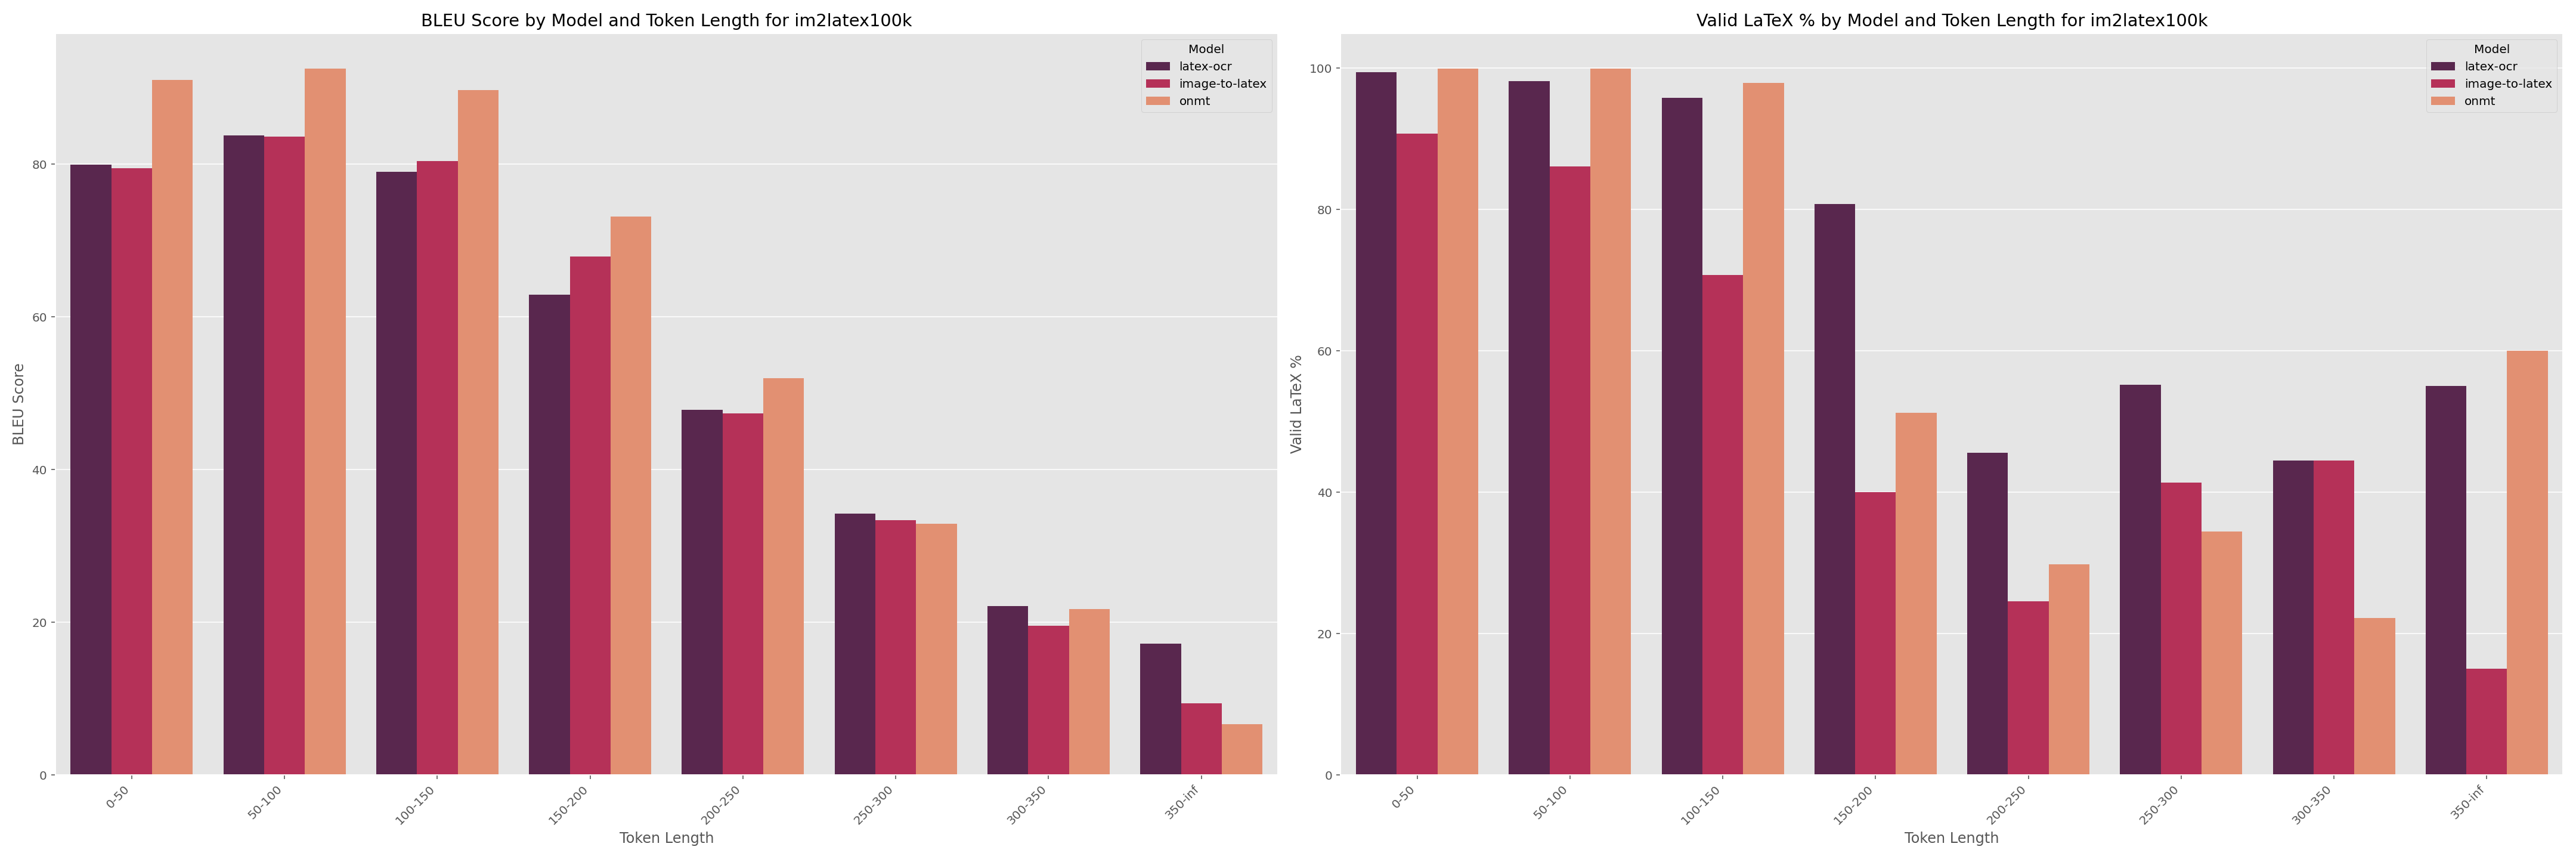 BLEU Score by Model and Token Length for im2latex100k
Model
latex-ocr
image-to-latex
onmt
BLEU Score
80
60
40
20
0
0-50
50-100
100-150
150-200
200-250
250-300
300-350
350-inf
Token Length
Valid LaTeX % by Model and Token Length for im2latex100k
Model
latex-ocr
image-to-latex
onmt
Valid LaTeX %
100
80
60
40
20
0
0-50
50-100
100-150
150-200
200-250
250-300
300-350
350-inf
Token Length